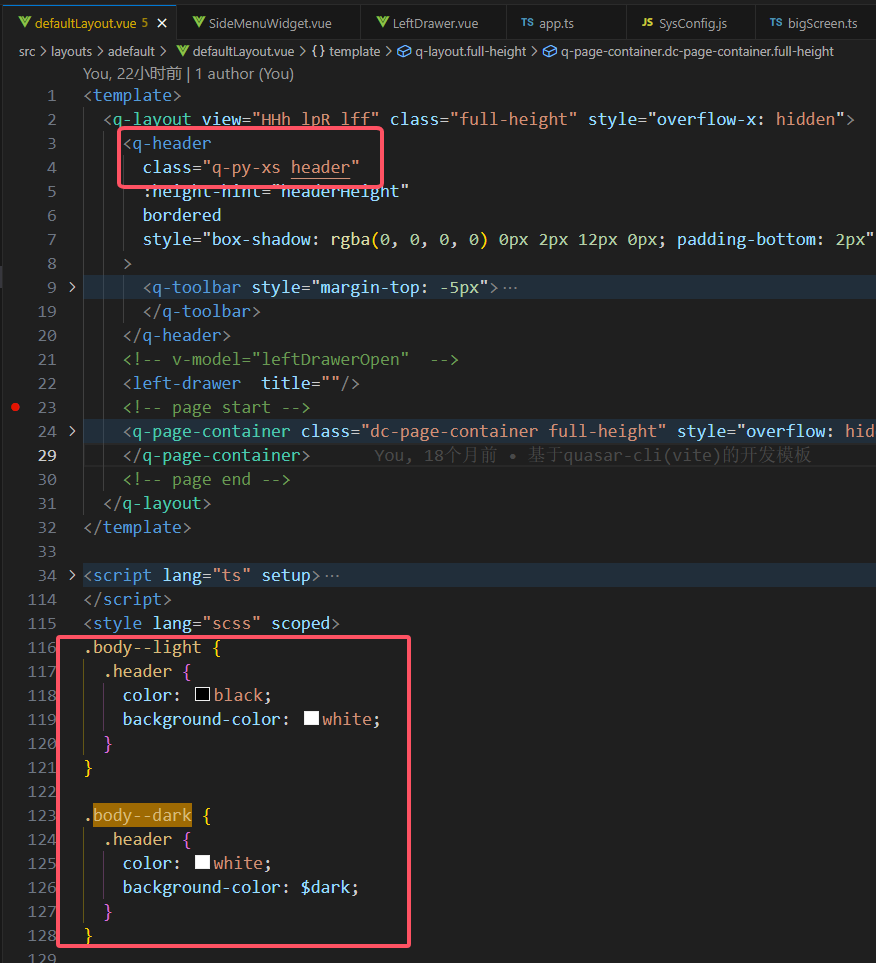 defaultLayout.vue 5 × SideMenuWidget.vue LeftDrawer.vue TS app.ts JS SysConfig.js TS bigScreen.ts
src > layouts > adefault > defaultLayout.vue > {} template > q-layout.full-height > q-page-container.dc-page-container.full-height
You, 22小时前 | 1 author (You)
1 <template>
2 <q-layout view="HHh lpR lff" class="full-height" style="overflow-x: hidden">
3 <q-header
4 class="q-py-xs header"
5 :height-hint="headerHeight"
6 bordered
7 style="box-shadow: rgba(0, 0, 0, 0) 0px 2px 12px 0px; padding-bottom: 2px"
8 >
9 > <q-toolbar style="margin-top: -5px"> ···
18 </q-toolbar>
19 </q-header>
20 
21 <!-- v-model="leftDrawerOpen"  -->
22 <left-drawer  title=""/>
23 <!-- page start -->
24 > <q-page-container class="dc-page-container full-height" style="overflow: hid
29 </q-page-container> You, 18个月前 • 基于quasar-cli(vite)的开发模板
30 <!-- page end -->
31 </q-layout>
32 </template>
33
34 > <script lang="ts" setup> ···
114 </script>
115 <style lang="scss" scoped>
116 .body--light {
117 .header {
118 color: black;
119 background-color: white;
120 }
121 }
122
123 .body--dark {
124 .header {
125 color: white;
126 background-color: $dark;
127 }
128 }
129